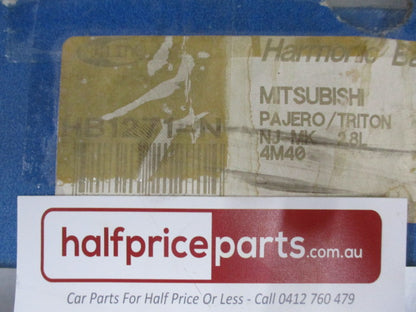 Harmonic Ba
MITSUBISHI
PAJERO/TRITON
HB1271-N
NJ-MK 2.8L
4M40
halfpriceparts.com.au
Car Parts For Half Price Or Less - Call 0412 760 479